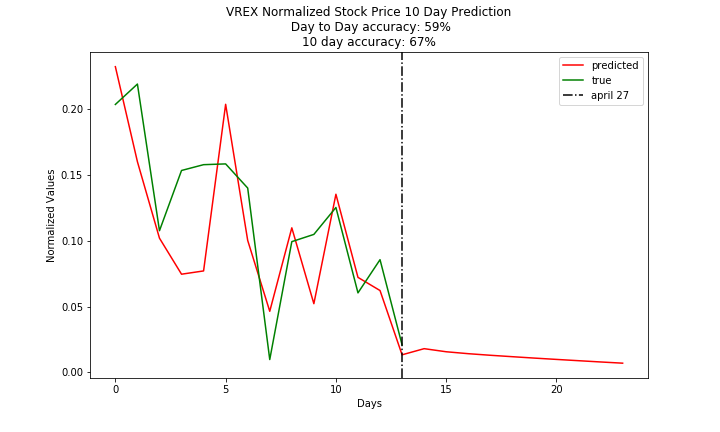 VREX Normalized Stock Price 10 Day Prediction
Day to Day accuracy: 59%
10 day accuracy: 67%
predicted
true
april 27
0.20
0.15
0.10
0.05
0.00
Normalized Values
0 5 10 15 20
Days